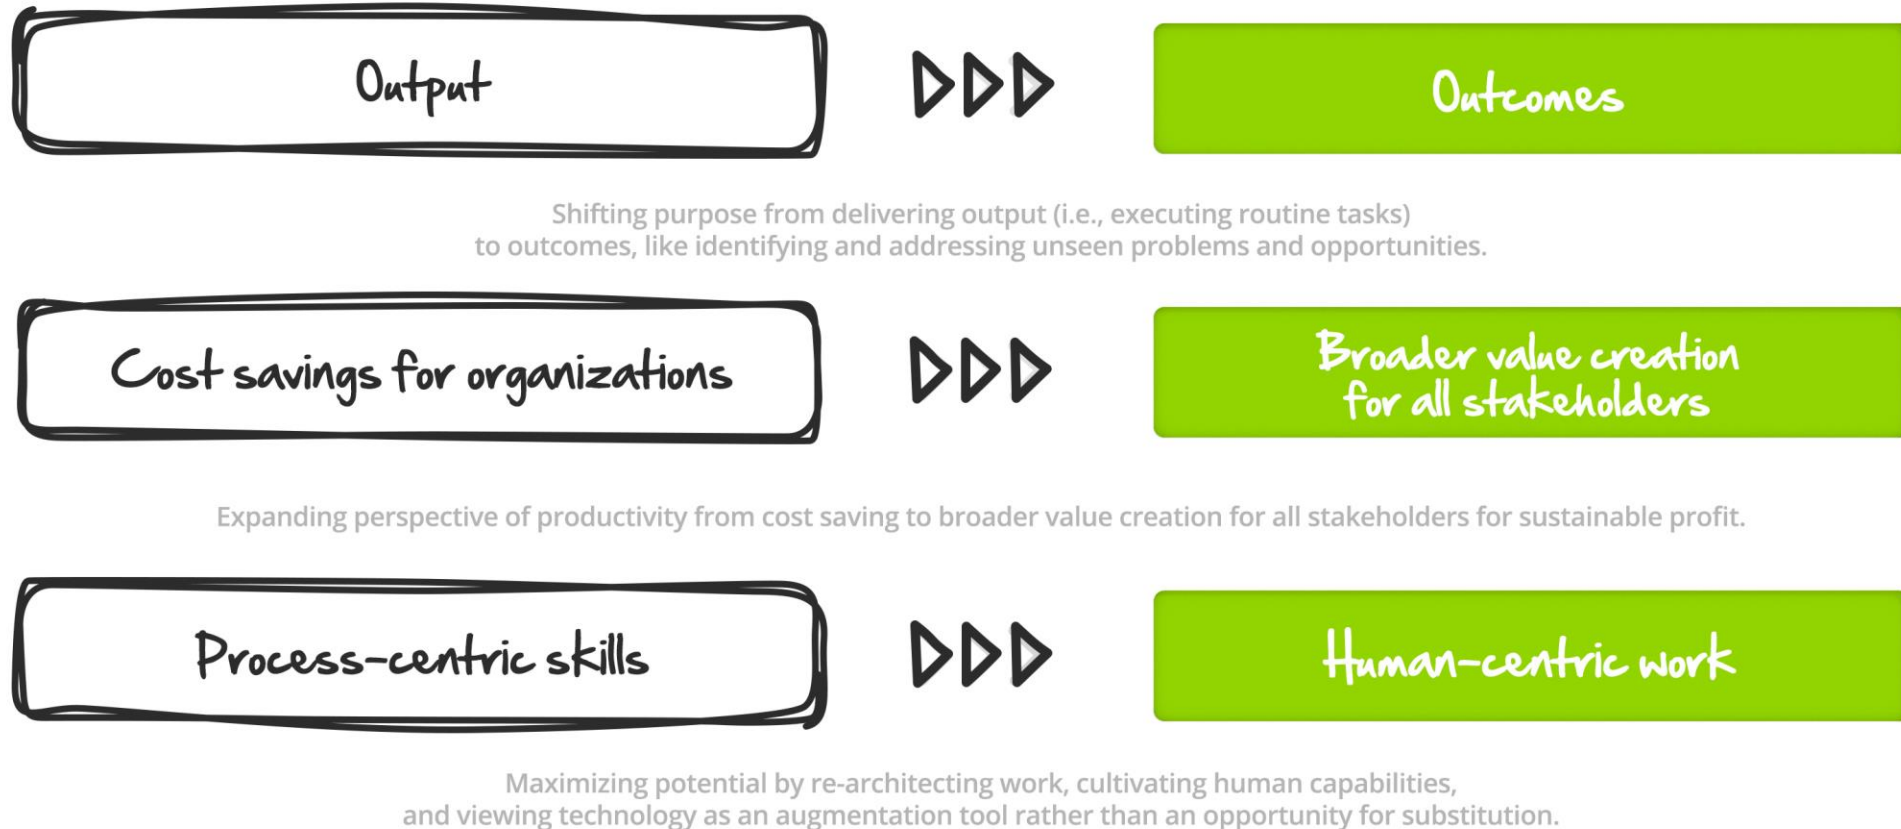 Output
Outcomes
Shifting purpose from delivering output (i.e., executing routine tasks)
to outcomes, like identifying and addressing unseen problems and opportunities.
Cost savings for organizations
Broader value creation
for all stakeholders
Expanding perspective of productivity from cost saving to broader value creation for all stakeholders for sustainable profit.
Process-centric skills
Human-centric work
Maximizing potential by re-architecting work, cultivating human capabilities,
and viewing technology as an augmentation tool rather than an opportunity for substitution.